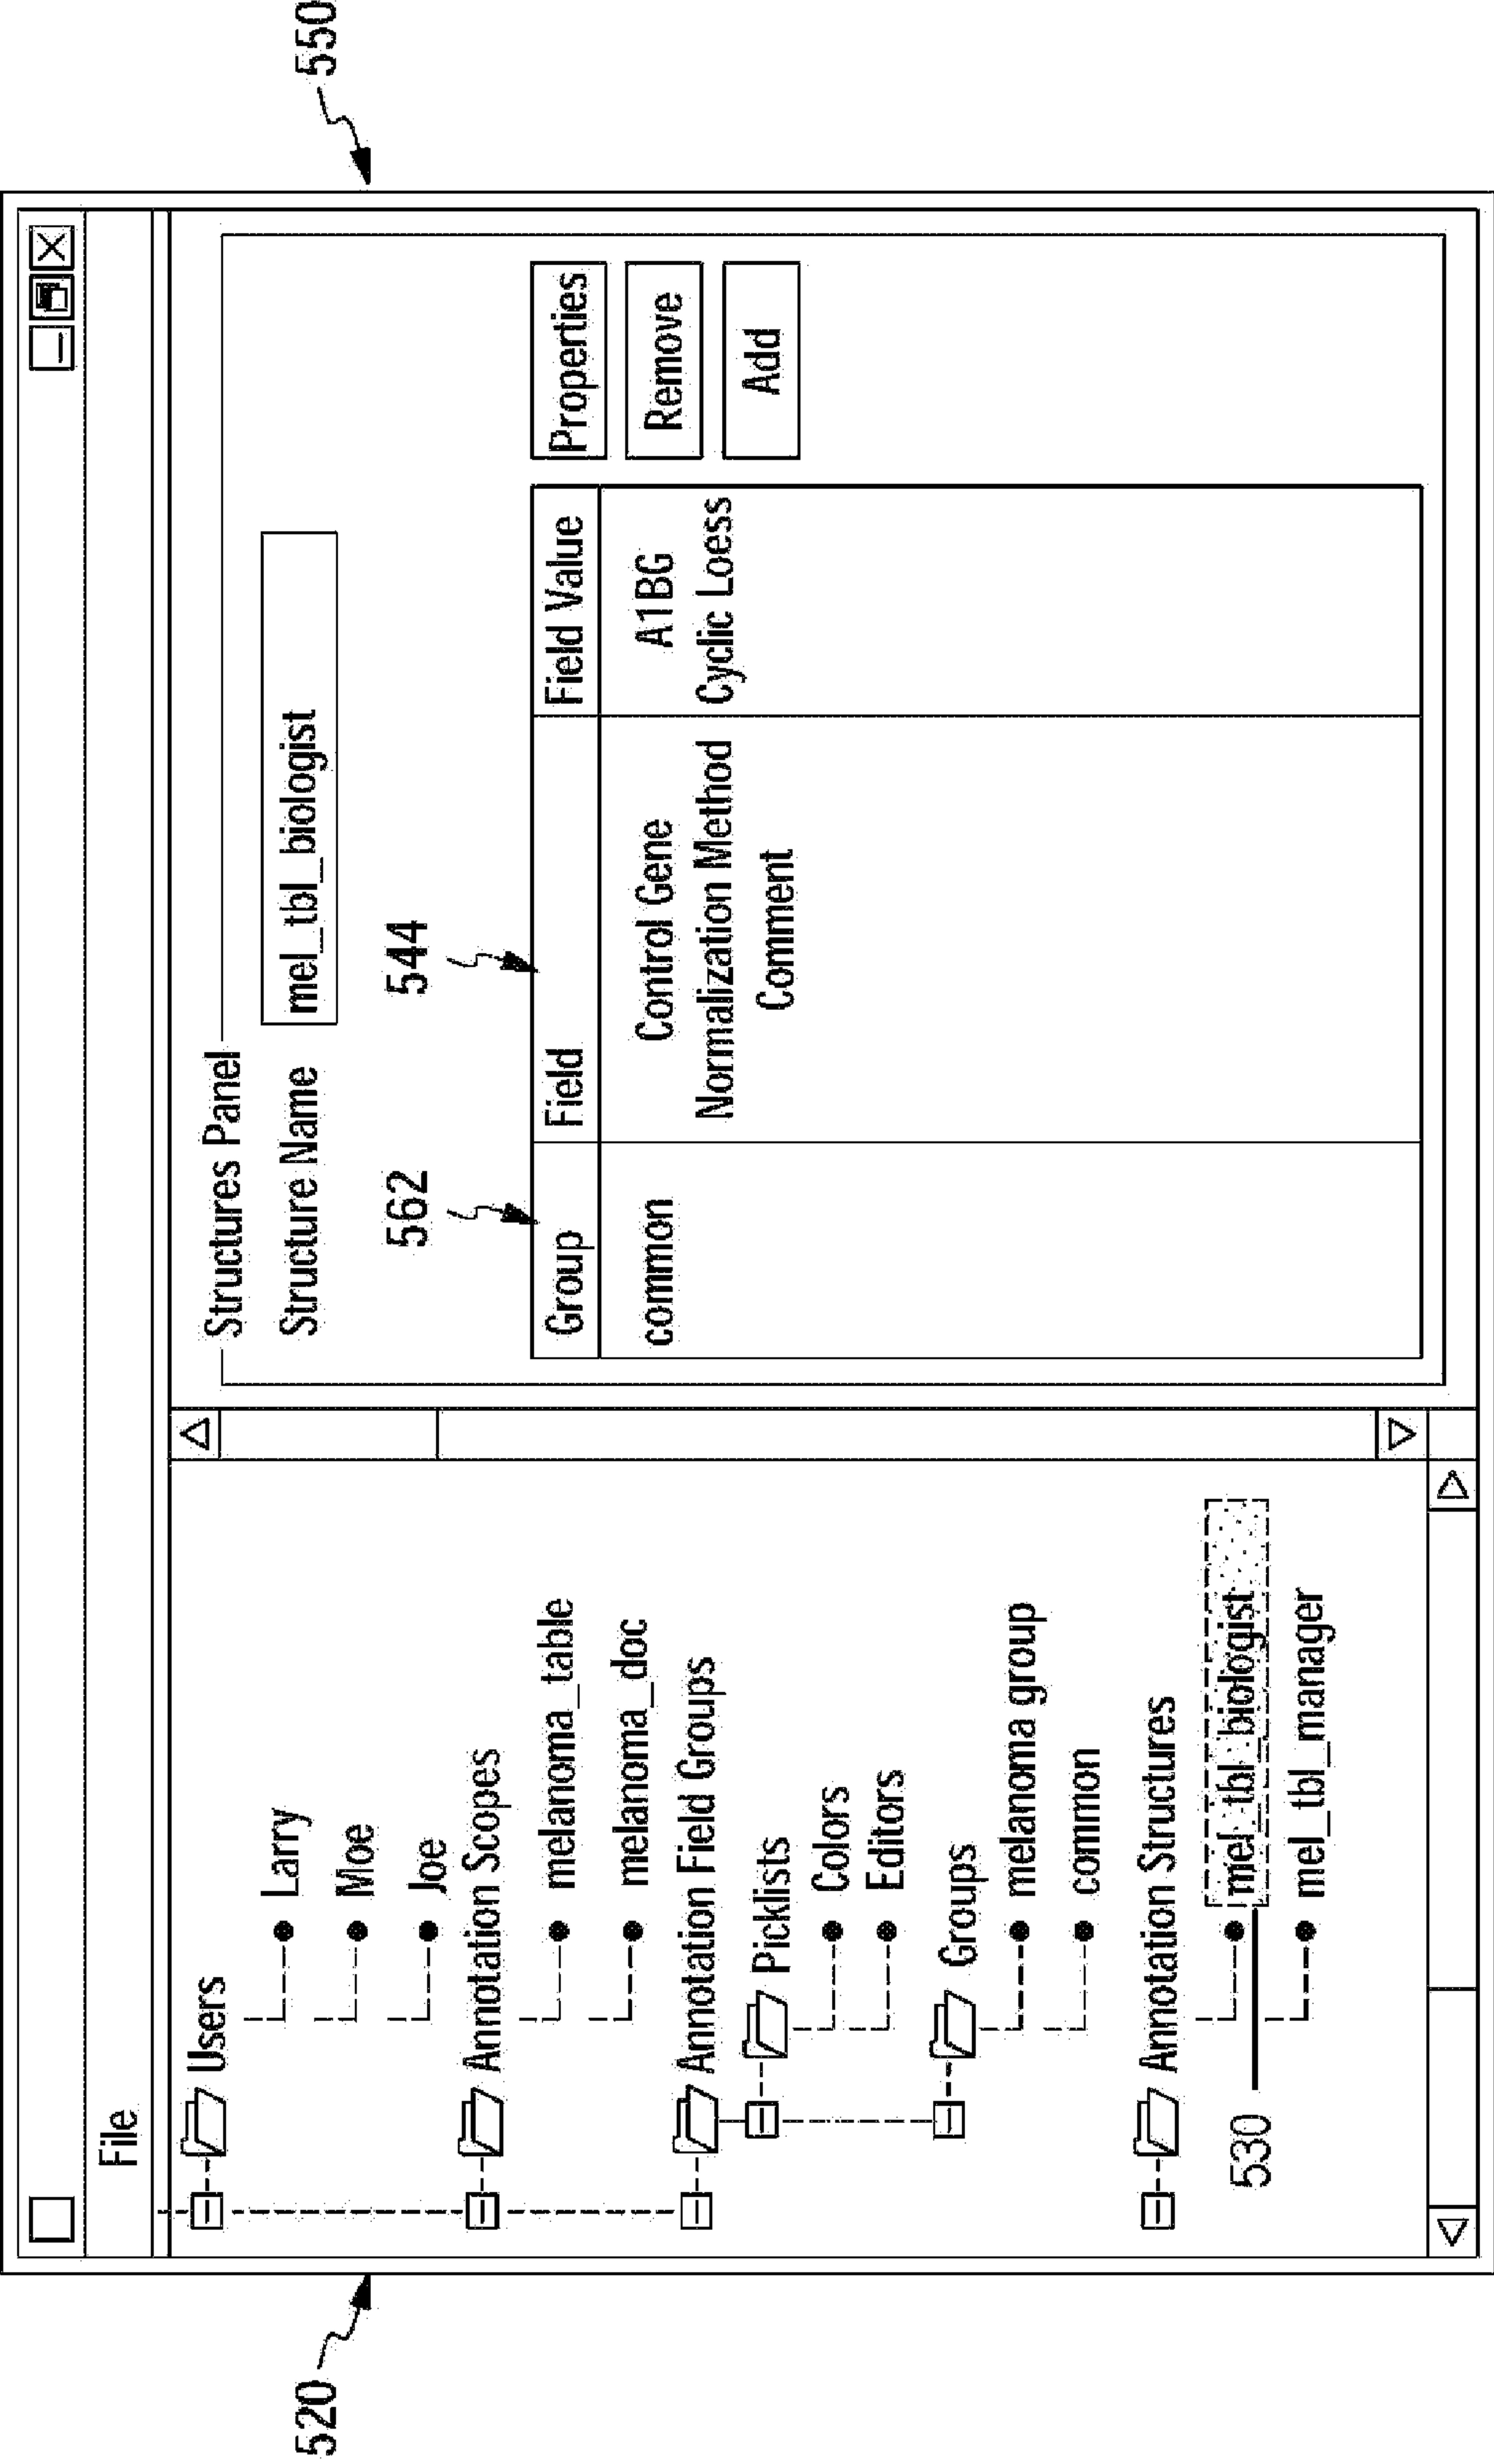 File
Users
Larry
Moe
Joe
Annotation Scopes
melanoma_table
melanoma_doc
Annotation Field Groups
Picklists
Colors
Editors
Groups
melanoma group
common
Annotation Structures
mel_tbl_biologist
530
mel_tbl_manager
520
Structures Panel
Structure Name mel_tbl_biologist
562 544
Group Field Field Value
common Control Gene A1BG
Normalization Method Cyclic Loess
Comment
Properties
Remove
Add
550